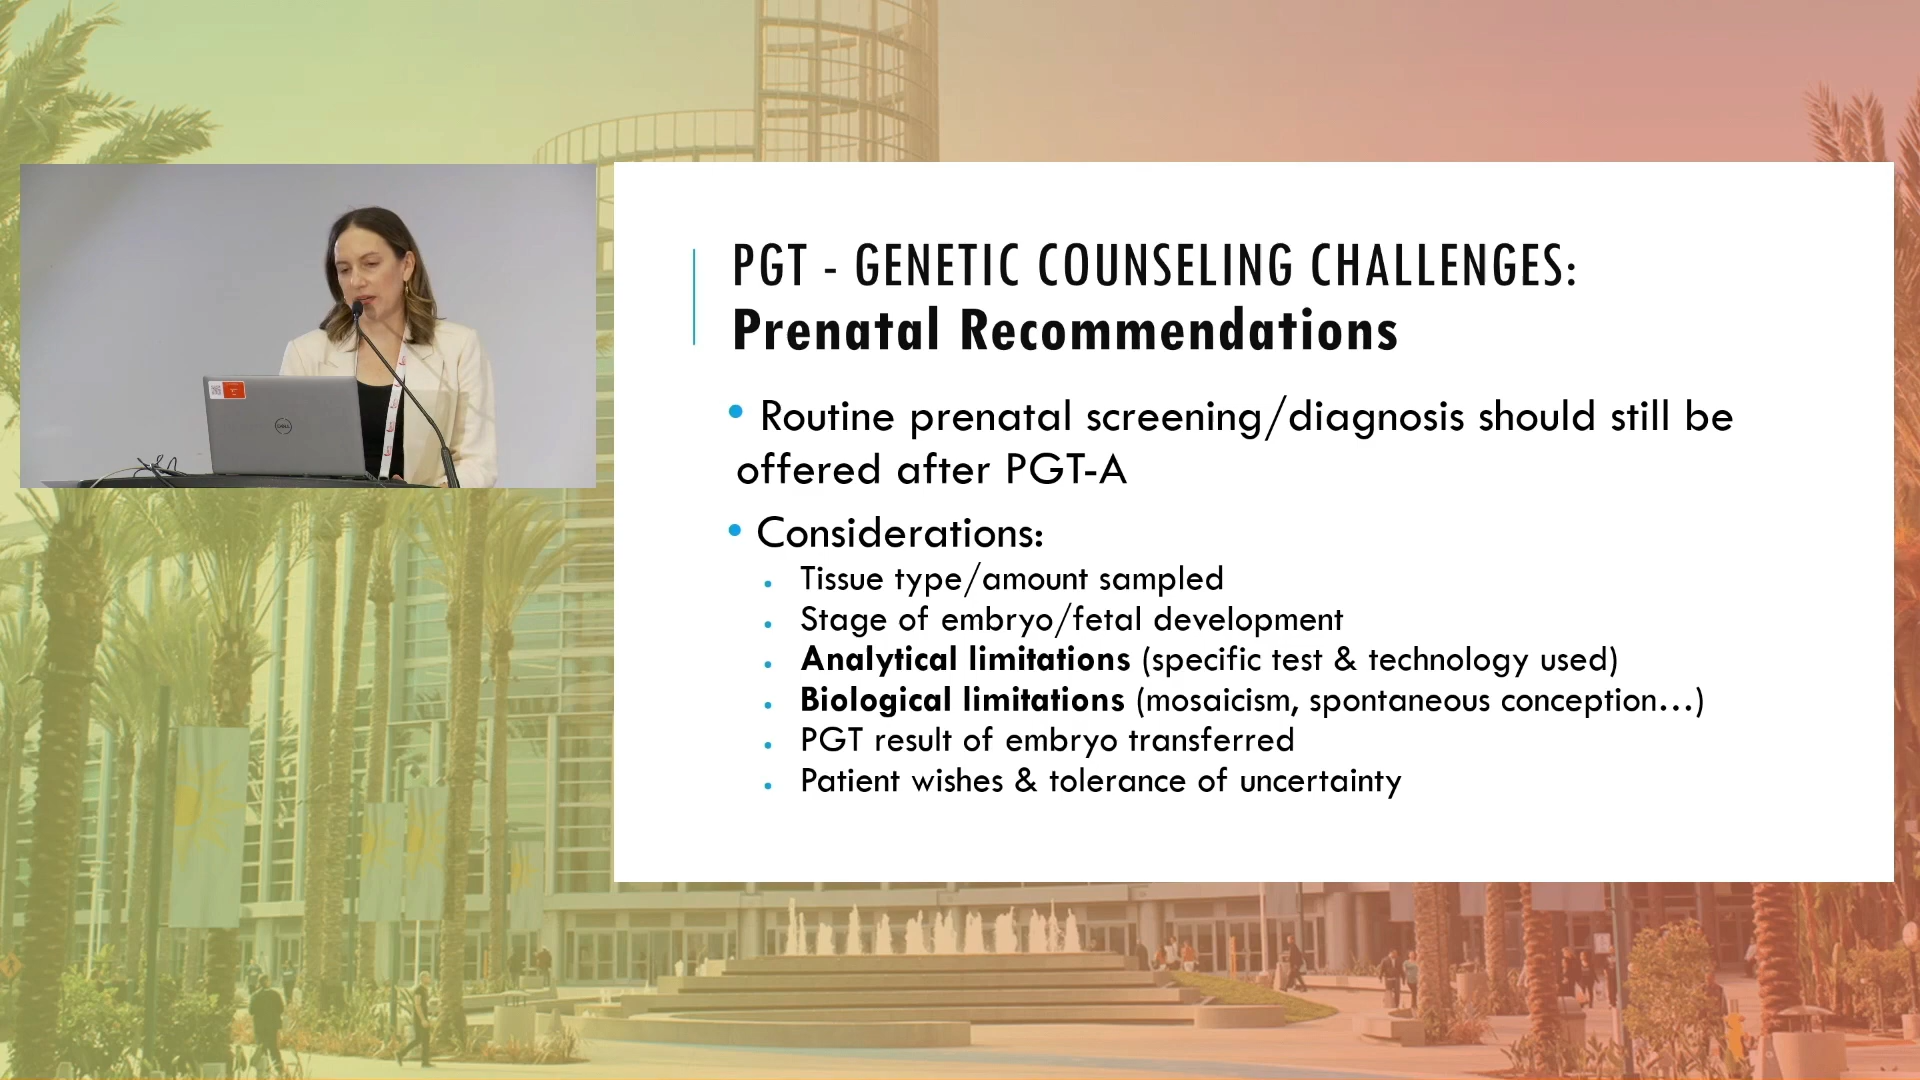 PGT - GENETIC COUNSELING CHALLENGES:
Prenatal Recommendations
• Routine prenatal screening/diagnosis should still be
offered after PGT-A
• Considerations:
• Tissue type/amount sampled
• Stage of embryo/fetal development
• Analytical limitations (specific test & technology used)
• Biological limitations (mosaicism, spontaneous conception...)
• PGT result of embryo transferred
• Patient wishes & tolerance of uncertainty
DELL